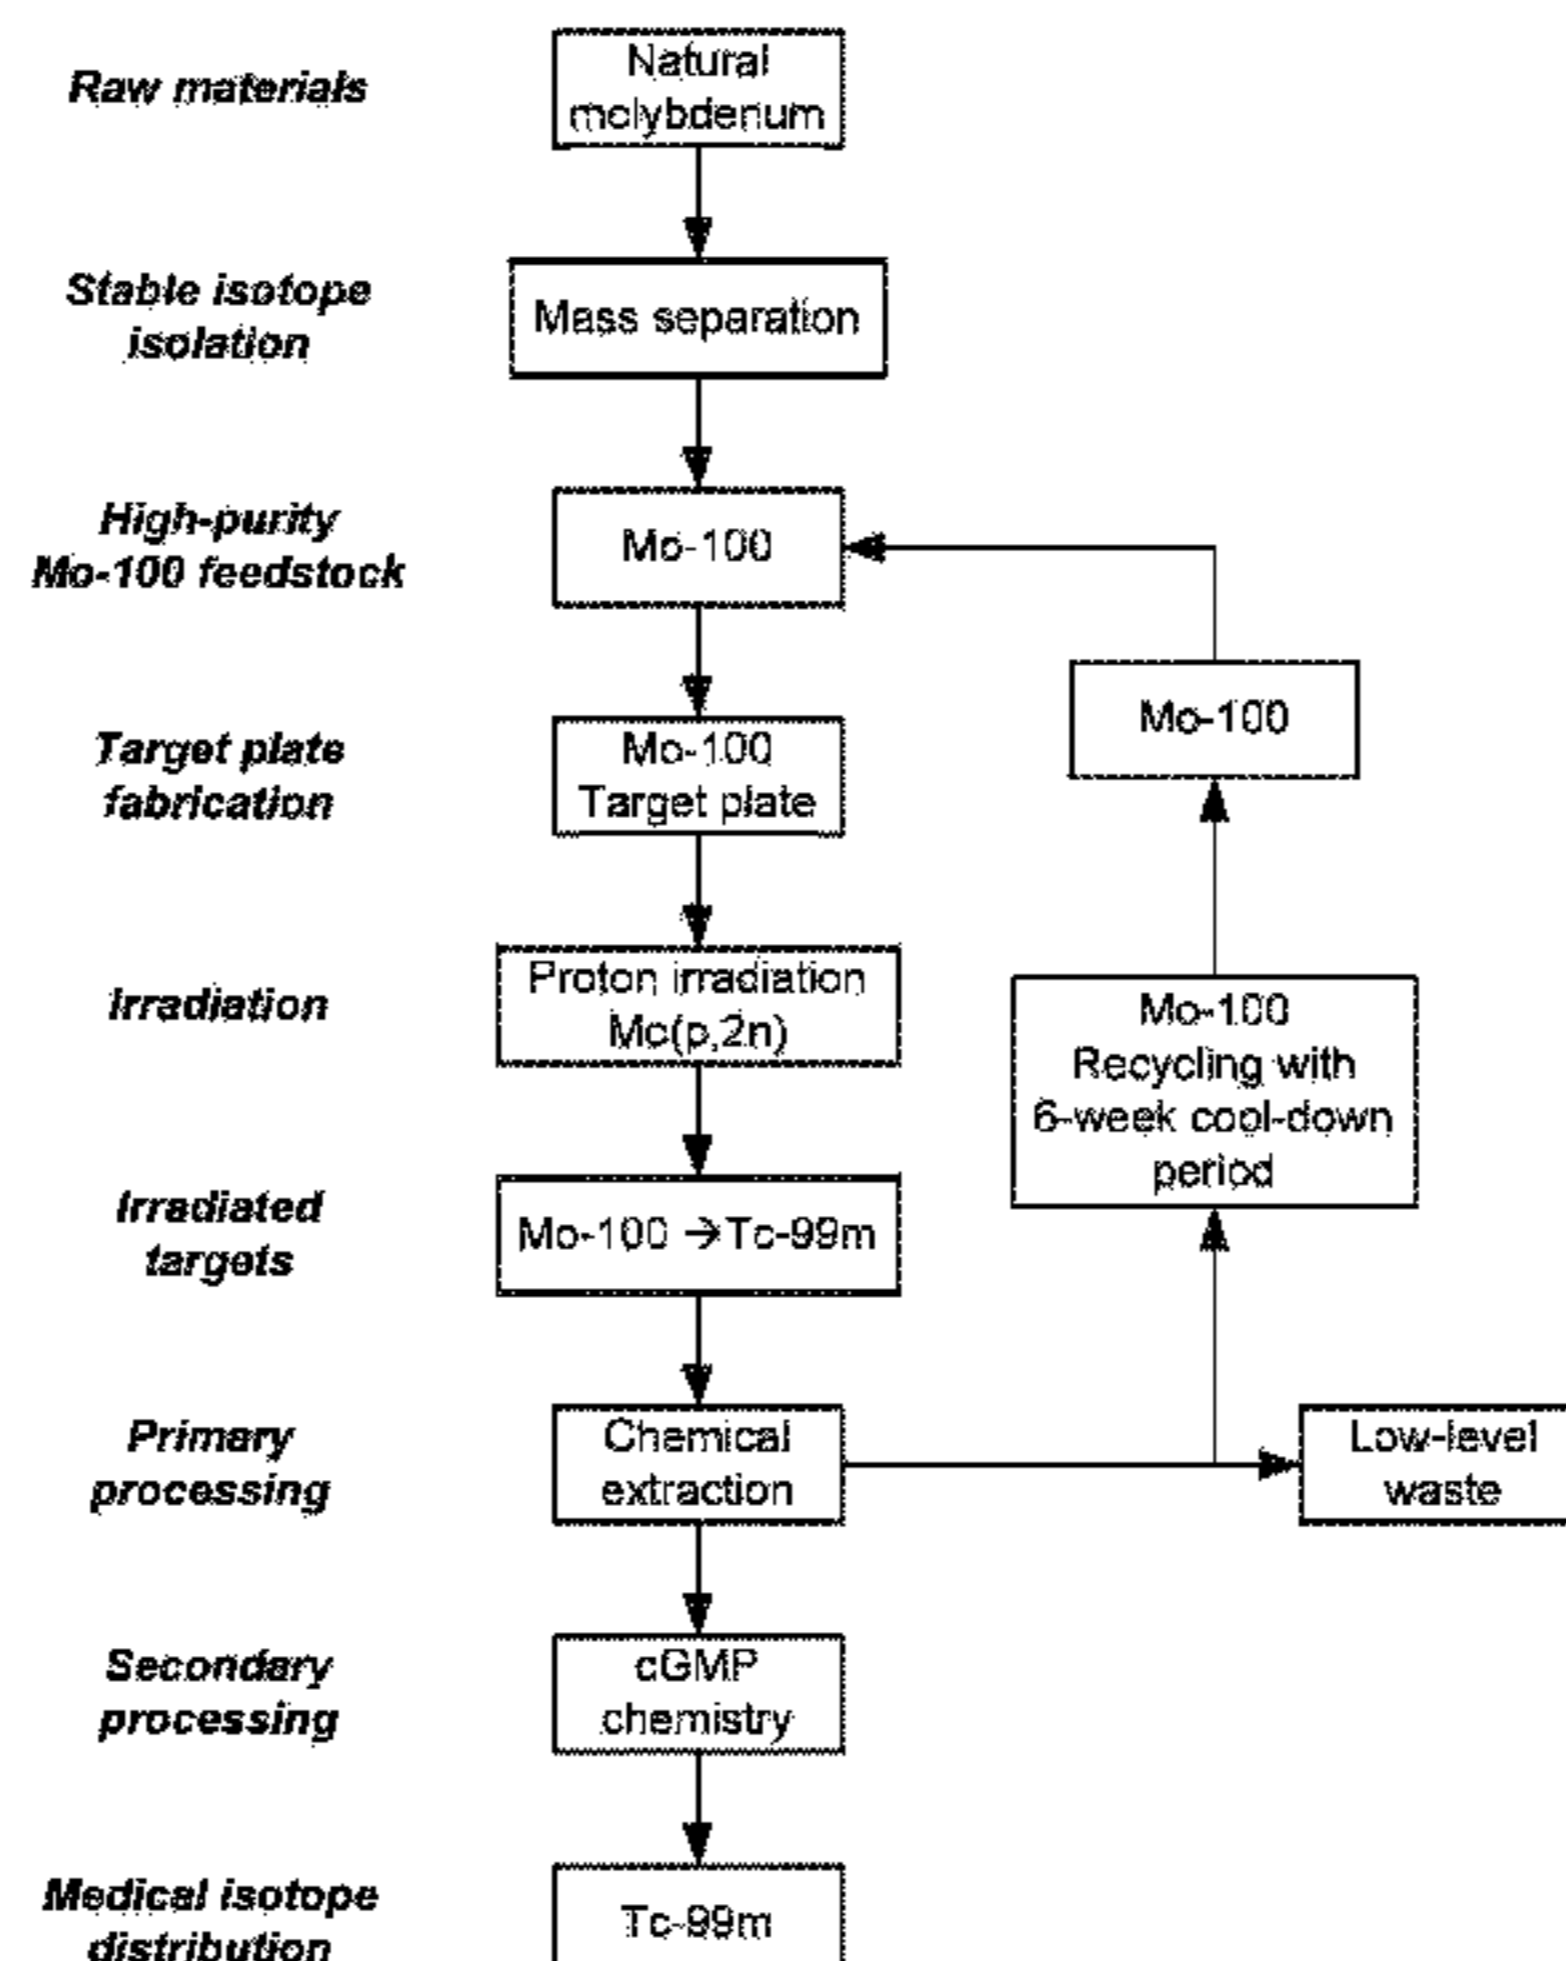 Raw materials
Natural
molybdenum
Stable isotope
isolation
Mass separation
High-purity
Mo-100 feedstock
Mo-100
Mo-100
Target plate
fabrication
Mo-100
Target plate
Irradiation
Proton irradiation
Mo(p,2n)
Mo-100
Recycling with
6-week cool-down
period
Irradiated
targets
Mo-100 →Tc-99m
Primary
processing
Chemical
extraction
Low-level
waste
Secondary
processing
cGMP
chemistry
Medical isotope
distribution
Tc-99m